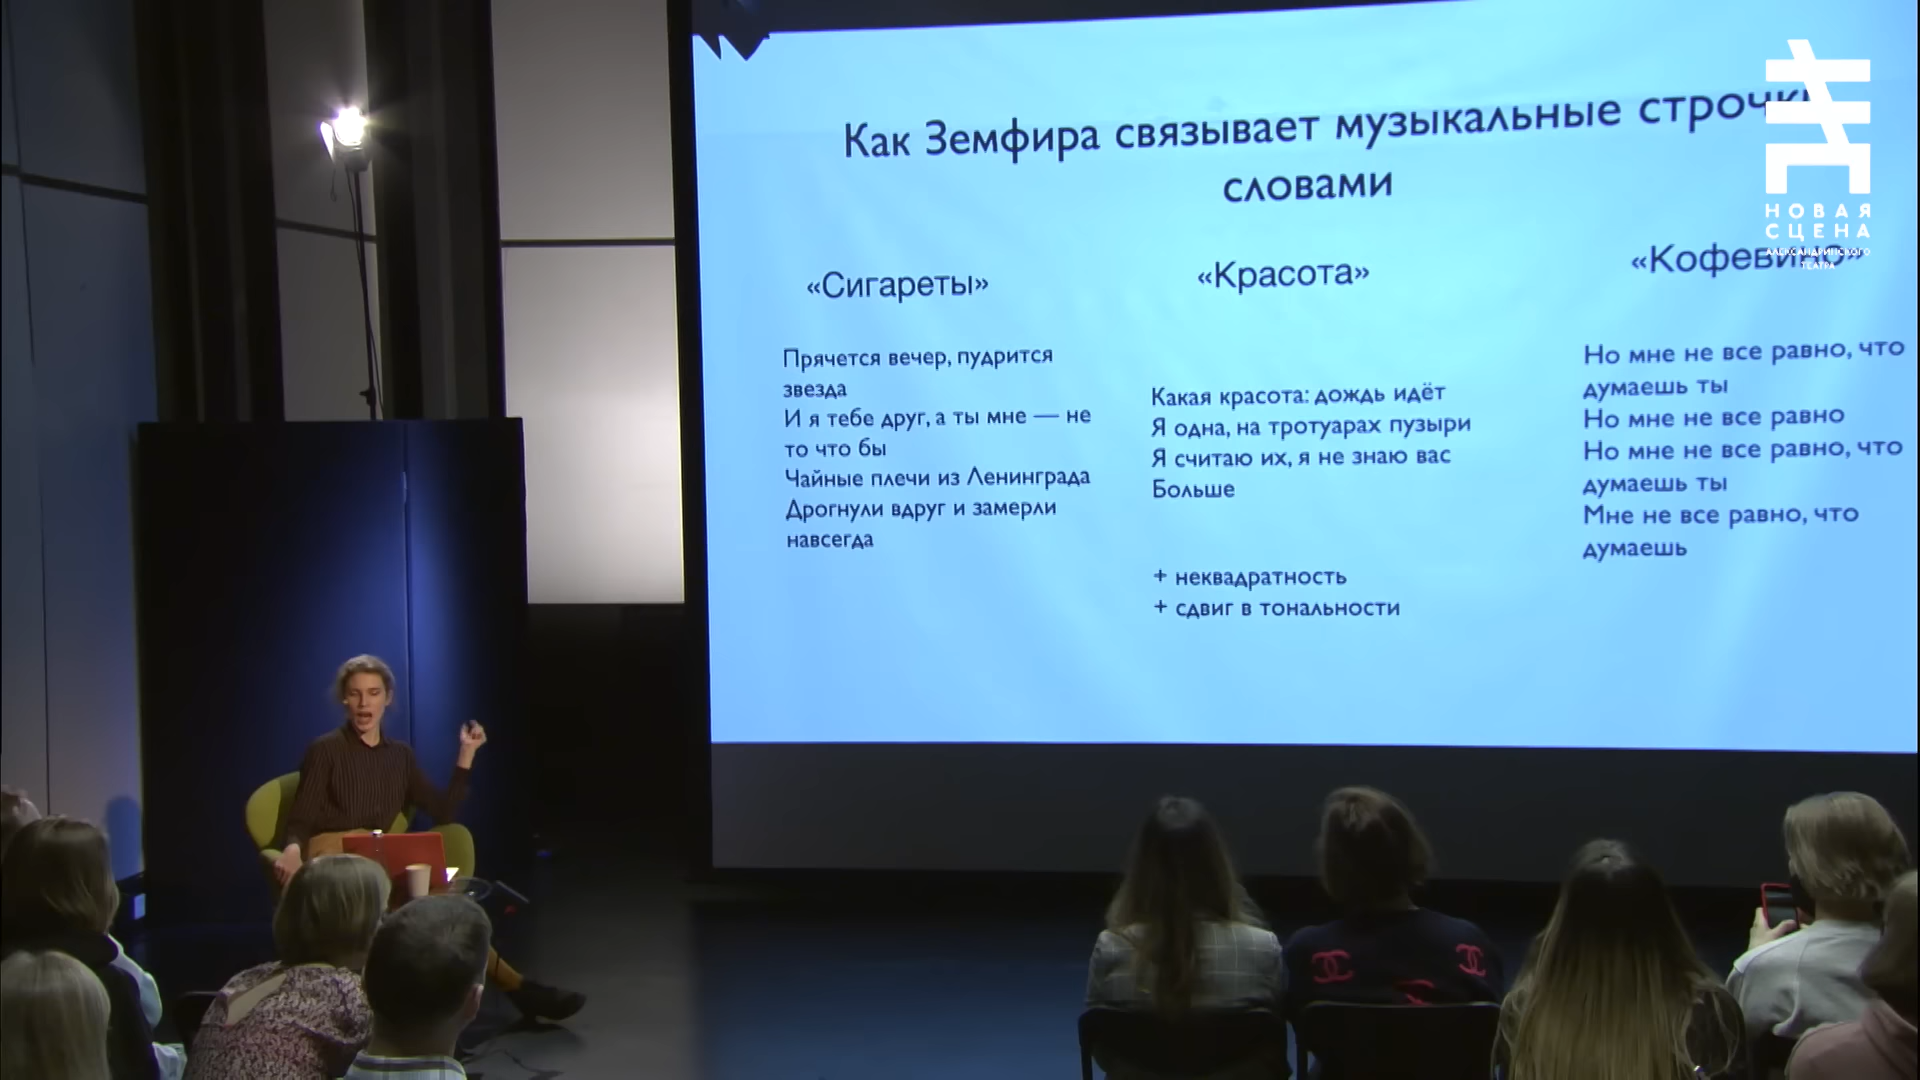 Как Земфира связывает музыкальные строчки
словами
«Сигареты»
Прячется вечер, пудрится
звезда
И я тебе друг, а ты мне — не
то что бы
Чайные плечи из Ленинграда
Дрогнули вдруг и замерли
навсегда
«Красота»
Какая красота: дождь идёт
Я одна, на тротуарах пузыри
Я считаю их, я не знаю вас
Больше
+ неквадратность
+ сдвиг в тональности
«Кофевино»
Но мне не все равно, что
думаешь ты
Но мне не все равно
Но мне не все равно, что
думаешь ты
Мне не все равно, что
думаешь
НОВАЯ
СЦЕНА
АЛЕКСАНДРИНСКОГО
ТЕАТРА